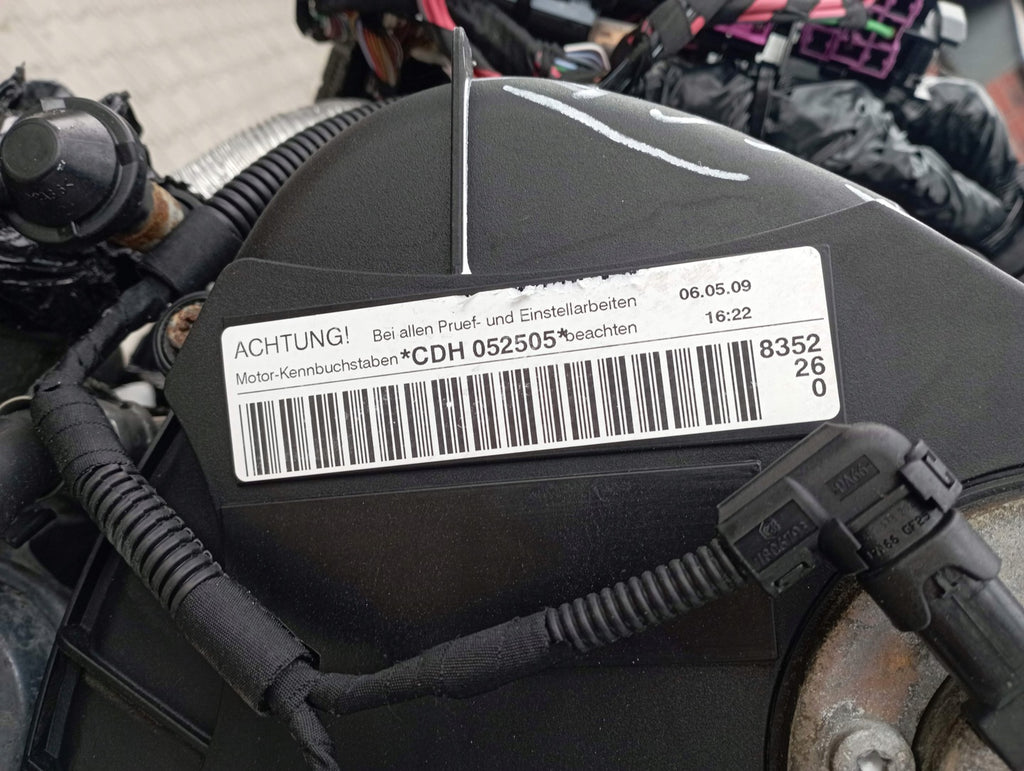 ACHTUNG! Bei allen Pruef- und Einstellarbeiten 06.05.09
Motor-Kennbuchstaben *CDH 052505* beachten 16:22
8352
26
0
>PA66<